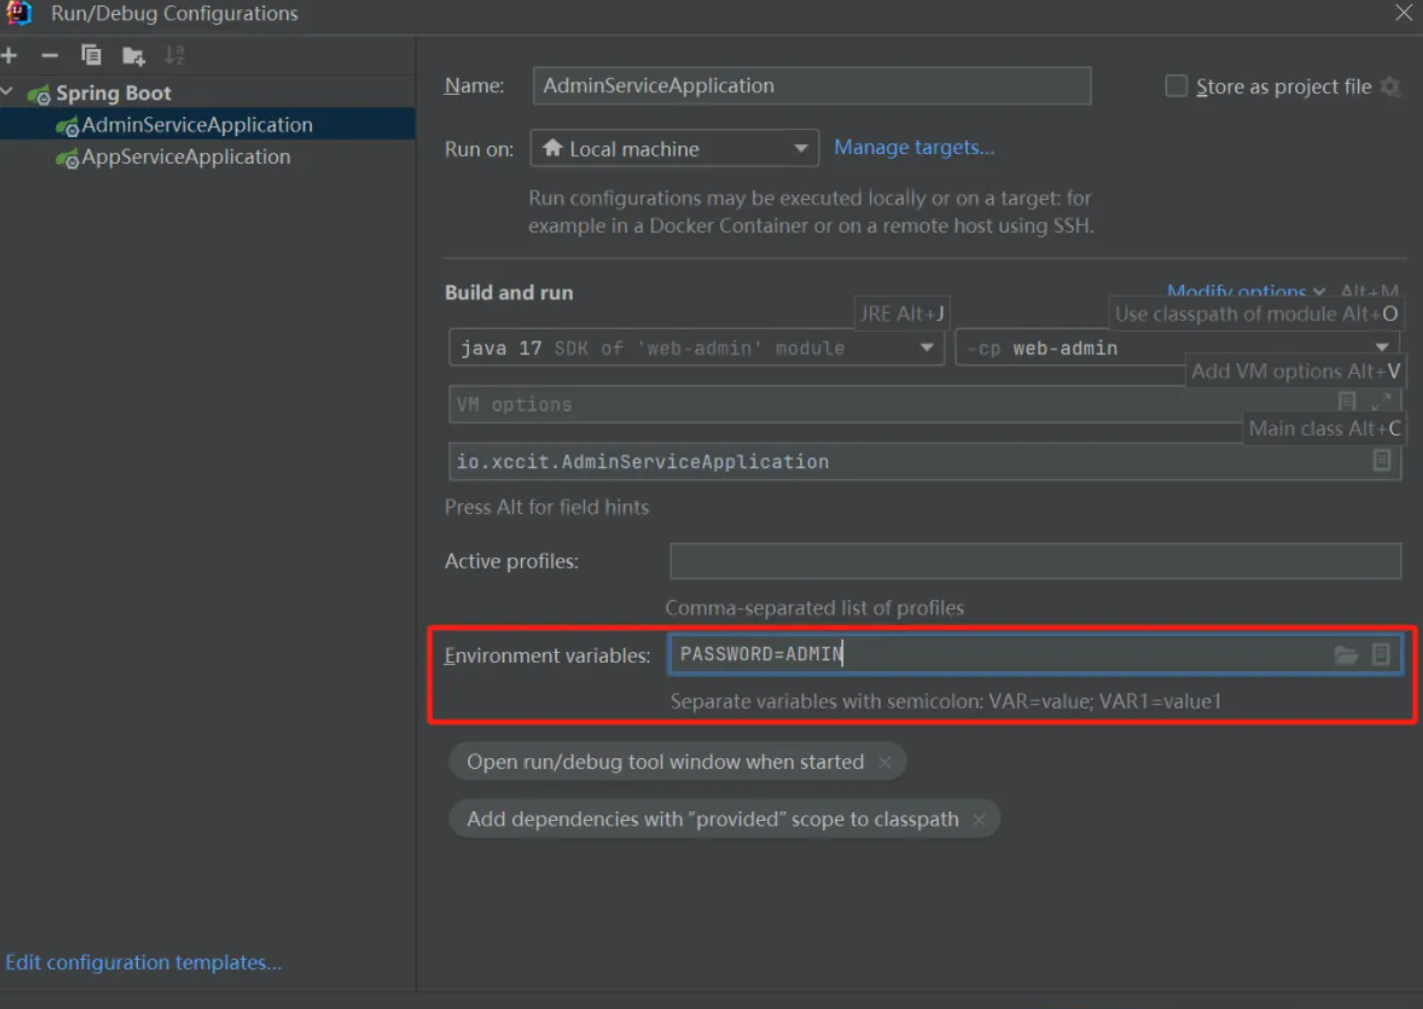 Run/Debug Configurations
Spring Boot
AdminServiceApplication
AppServiceApplication
Name: AdminServiceApplication Store as project file
Run on: Local machine Manage targets...
Run configurations may be executed locally or on a target: for
example in a Docker Container or on a remote host using SSH.
Build and run Modify options Alt+M
JRE Alt+J Use classpath of module Alt+O
java 17 SDK of 'web-admin' module -cp web-admin
Add VM options Alt+V
VM options
Main class Alt+C
io.xccit.AdminServiceApplication
Press Alt for field hints
Active profiles:
Comma-separated list of profiles
Environment variables: PASSWORD=ADMIN
Separate variables with semicolon: VAR=value; VAR1=value1
Open run/debug tool window when started ×
Add dependencies with “provided” scope to classpath ×
Edit configuration templates...